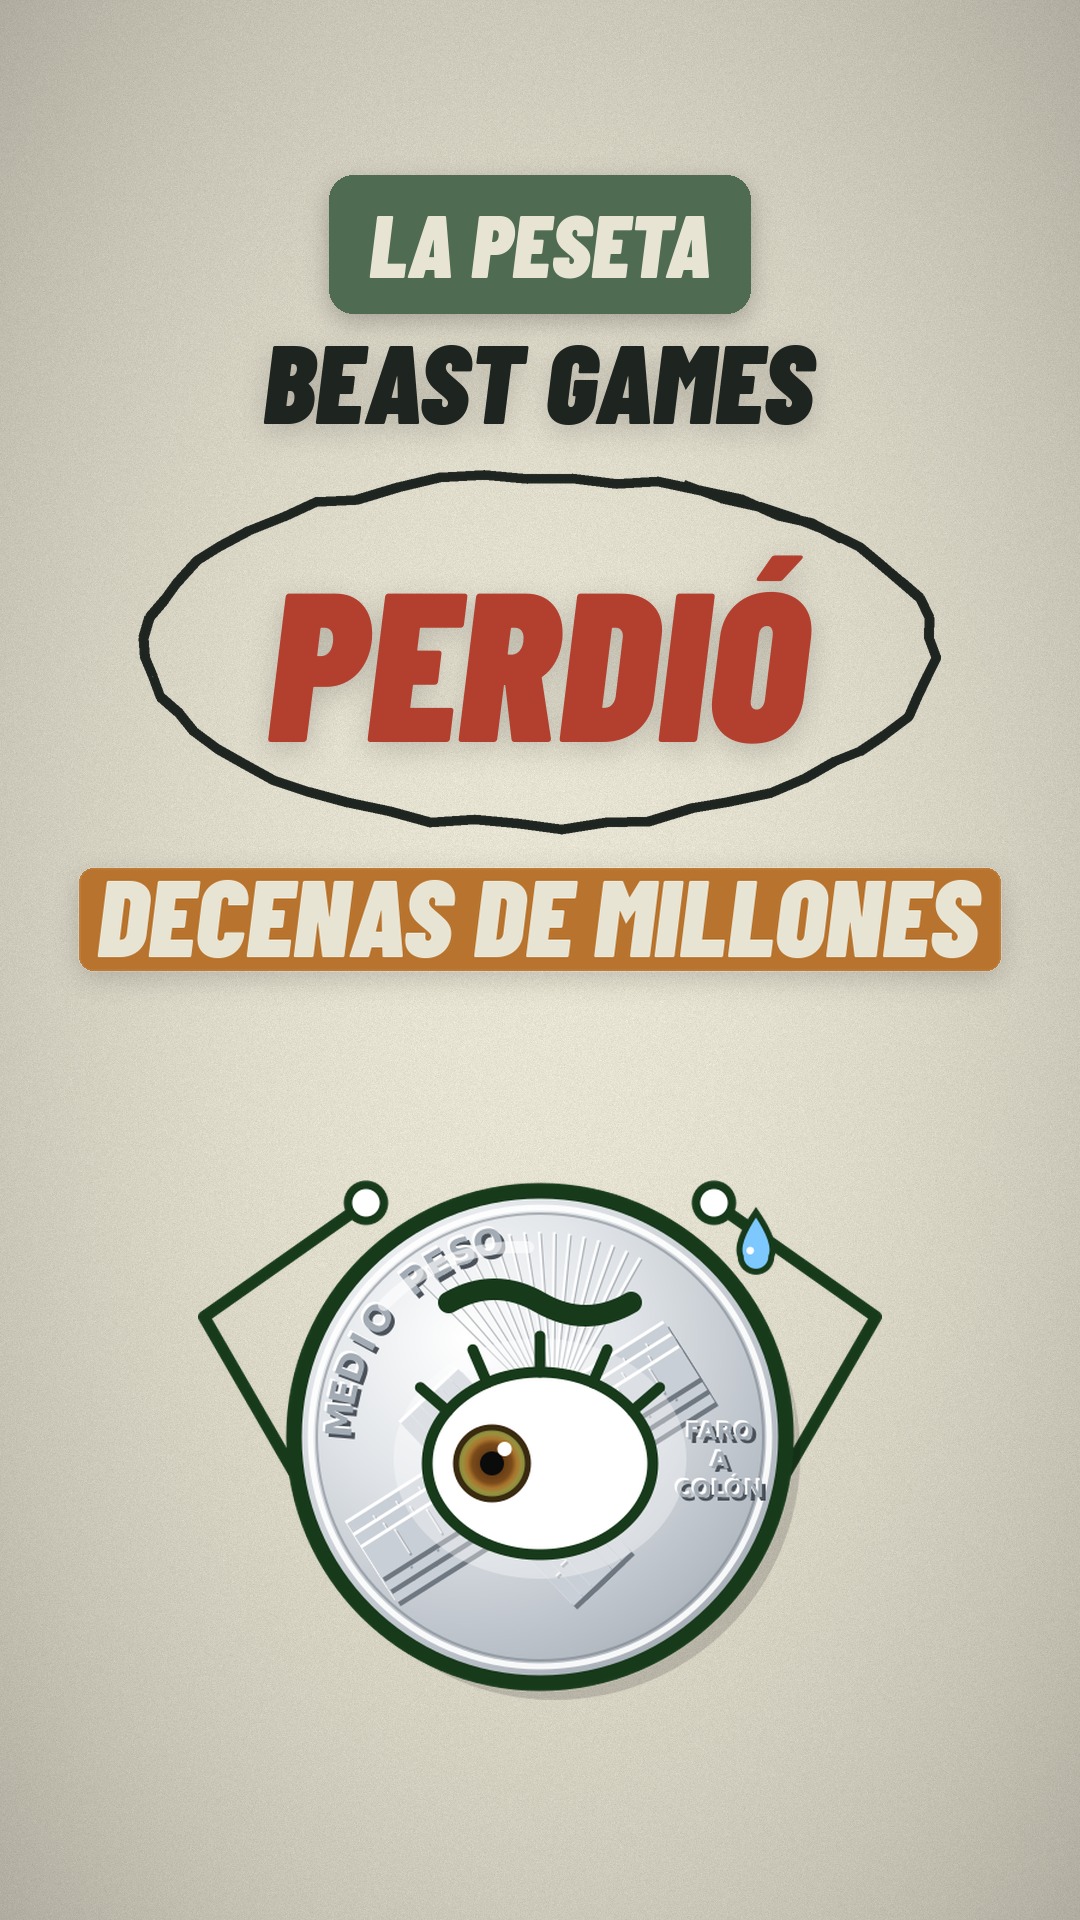 LA PESETA
BEAST GAMES
PERDIÓ
DECENAS DE MILLONES
MEDIO PESO
FARO
A
COLÓN